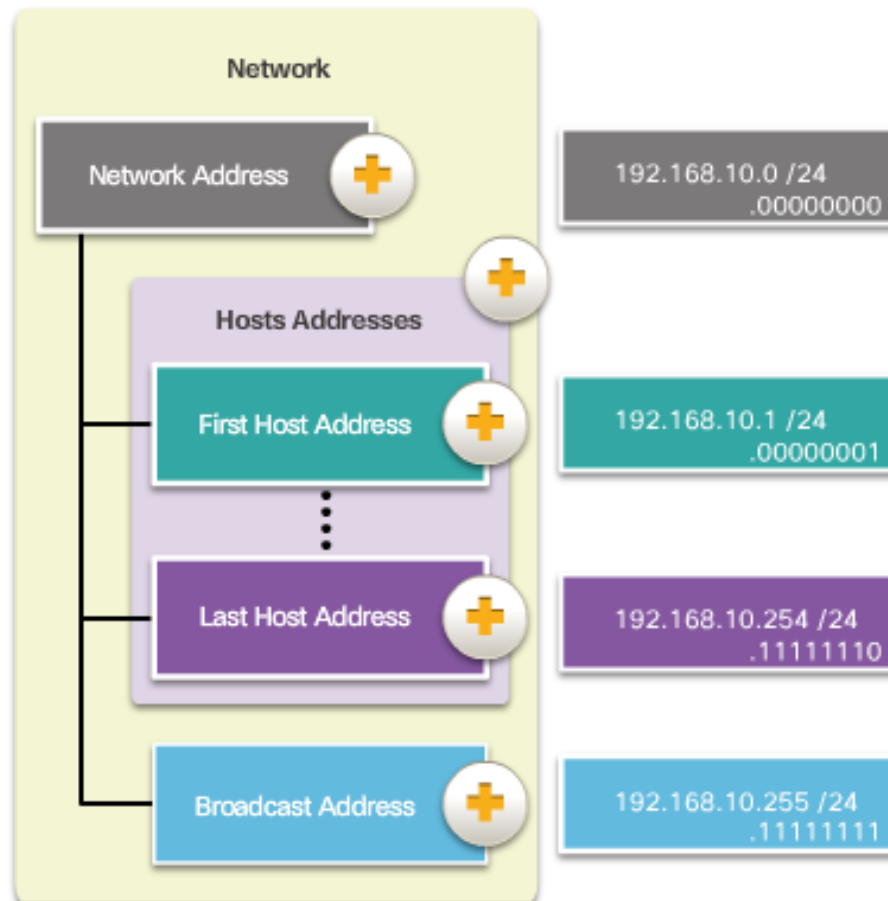 Network
Network Address
192.168.10.0 /24
.00000000
Hosts Addresses
First Host Address
192.168.10.1 /24
.00000001
Last Host Address
192.168.10.254 /24
.11111110
Broadcast Address
192.168.10.255 /24
.11111111